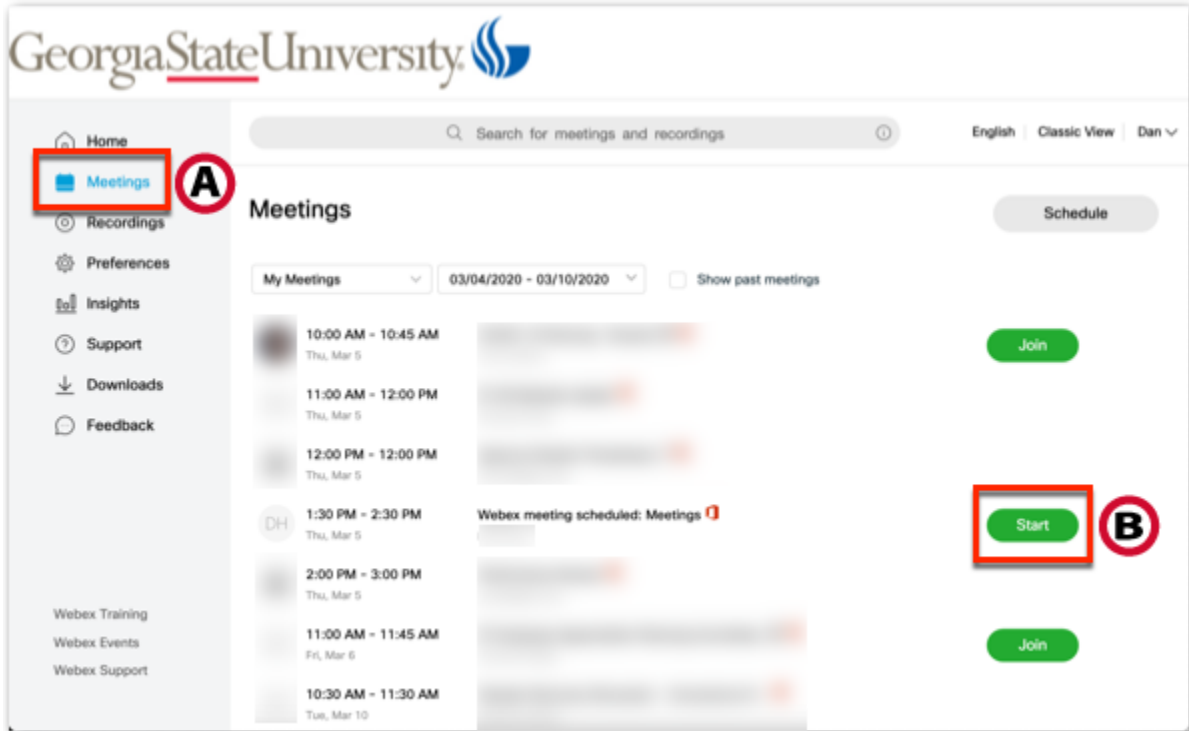 GeorgiaStateUniversity
Home
Search for meetings and recordings
English
Classic View
Dan
Meetings
A
Recordings
Preferences
Insights
Support
Downloads
Feedback
Webex Training
Webex Events
Webex Support
Meetings
Schedule
My Meetings
03/04/2020 - 03/10/2020
Show past meetings
10:00 AM - 10:45 AM
Thu, Mar 5
Join
11:00 AM - 12:00 PM
Thu, Mar 5
12:00 PM - 12:00 PM
Thu, Mar 5
DH
1:30 PM - 2:30 PM
Thu, Mar 5
Webex meeting scheduled: Meetings
Start
B
2:00 PM - 3:00 PM
Thu, Mar 5
11:00 AM - 11:45 AM
Fri, Mar 6
Join
10:30 AM - 11:30 AM
Tue, Mar 10